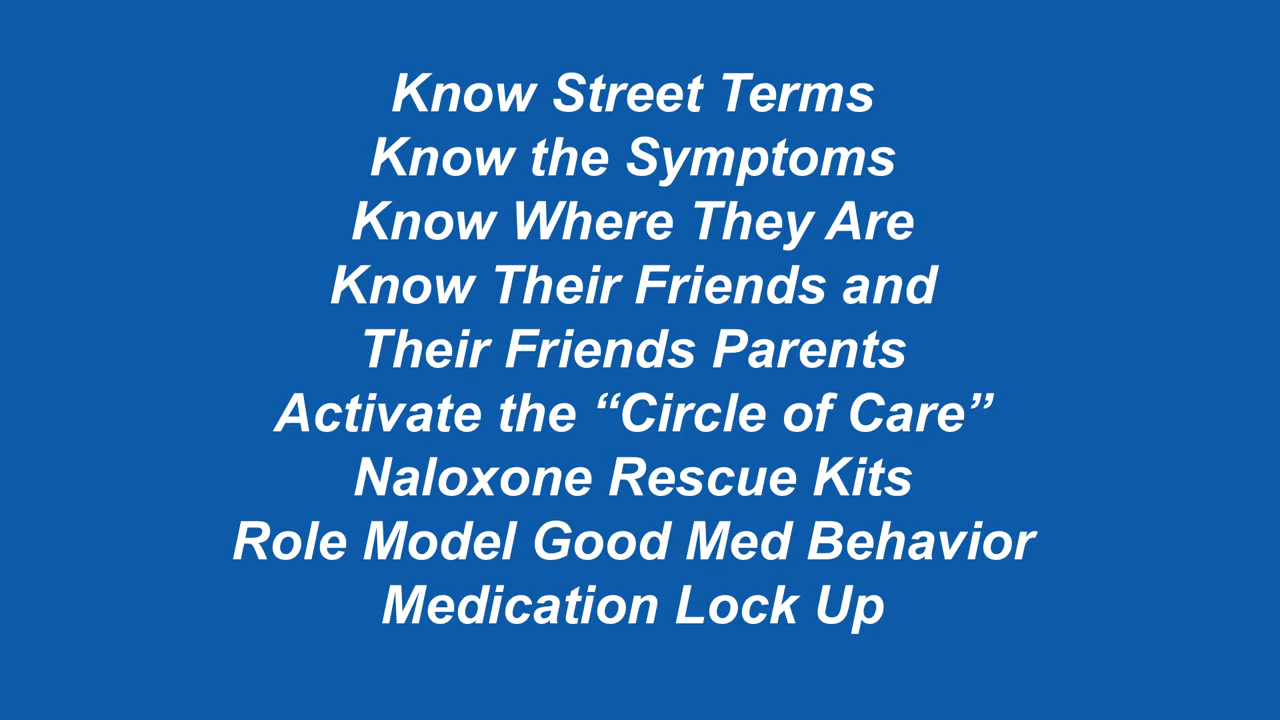 Know Street Terms
Know the Symptoms
Know Where They Are
Know Their Friends and
Their Friends Parents
Activate the “Circle of Care”
Naloxone Rescue Kits
Role Model Good Med Behavior
Medication Lock Up